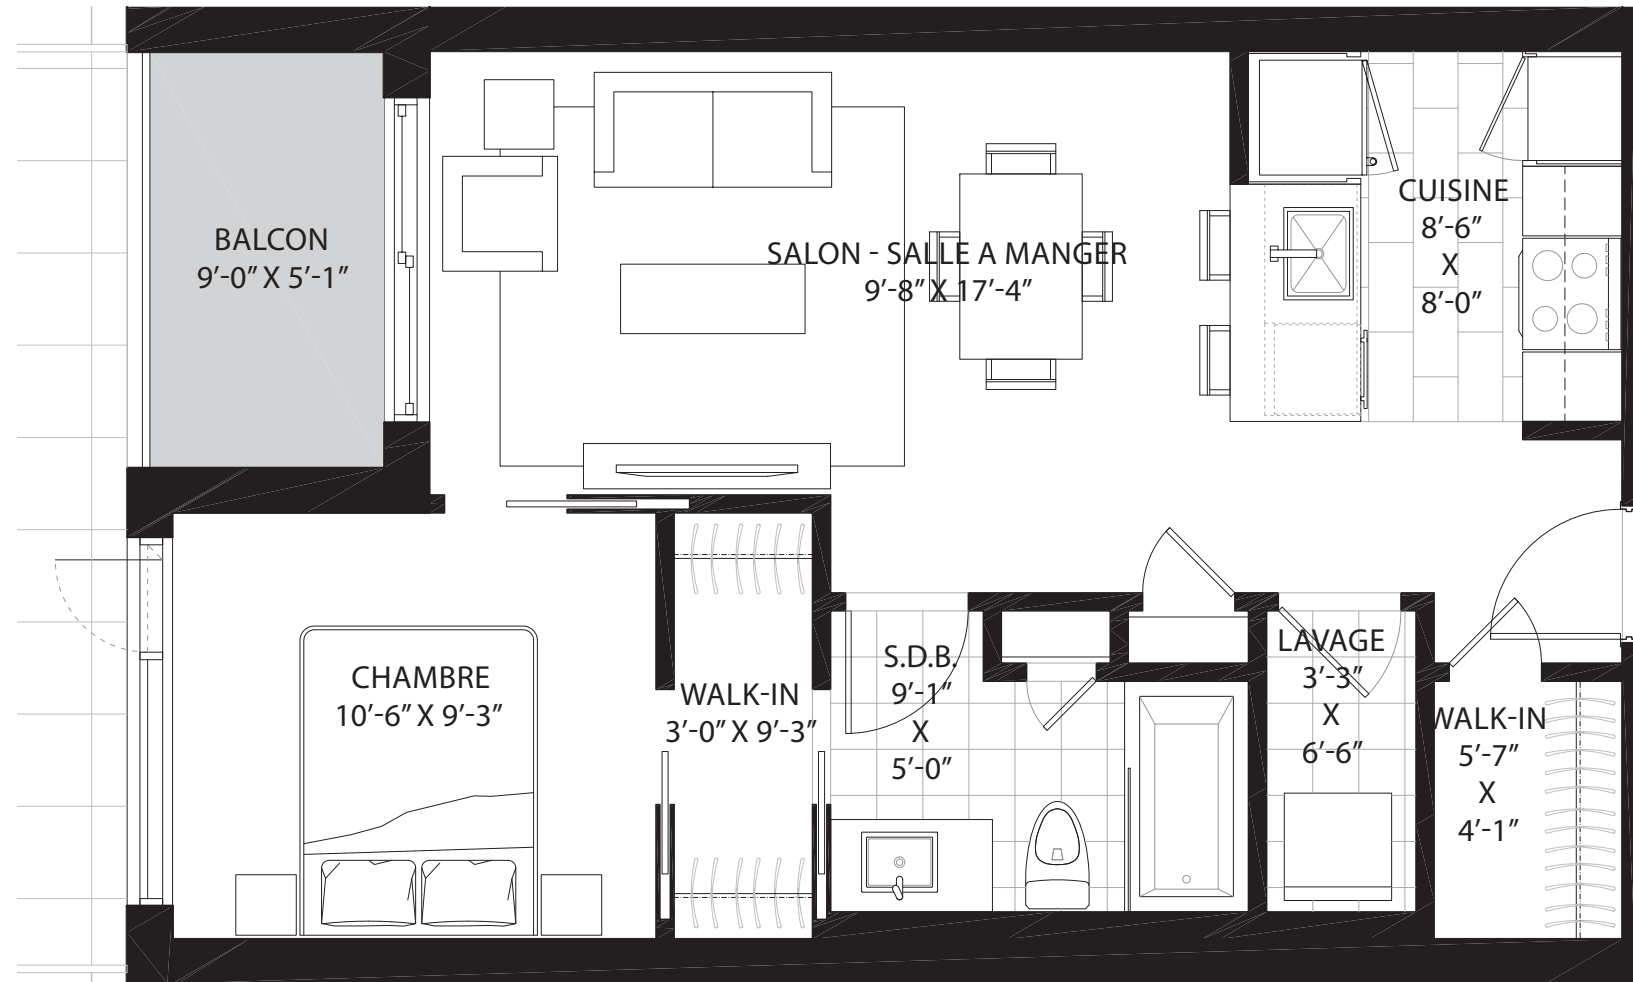 BALCON
9’-0” X 5’-1”
SALON - SALLE A MANGER
9’-8” X 17’-4”
CUISINE
8’-6”
X
8’-0”
CHAMBRE
10’-6” X 9’-3”
WALK-IN
3’-0” X 9’-3”
S.D.B.
9’-1”
X
5’-0”
LAVAGE
3’-3”
X
6’-6”
WALK-IN
5’-7”
X
4’-1”